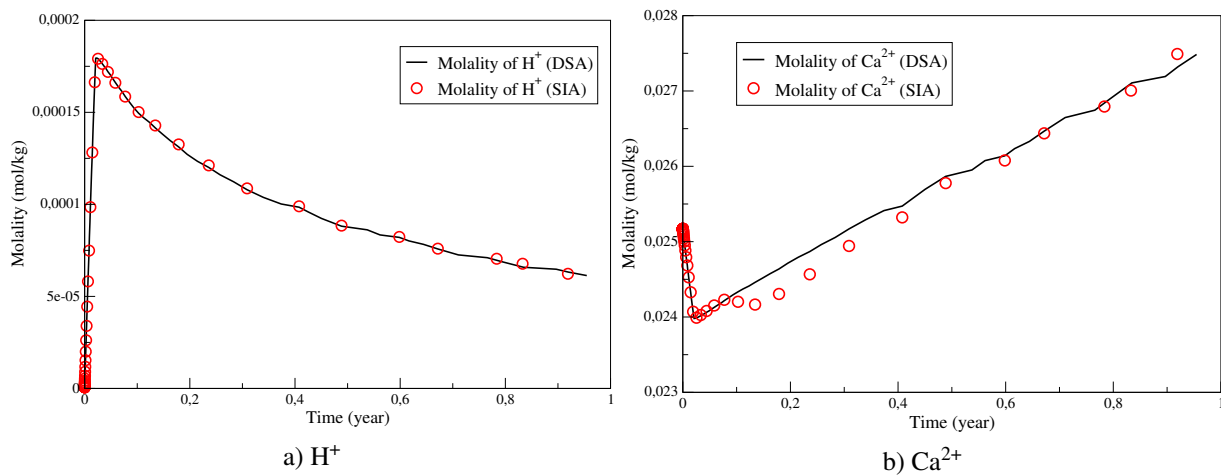 0,0002
0,00015
0,0001
5e-05
0
Molality (mol/kg)
Molality of H⁺ (DSA)
Molality of H⁺ (SIA)
0 0,2 0,4 0,6 0,8 1
Time (year)
a) H⁺
0,028
0,027
0,026
0,025
0,024
0,023
Molality (mol/kg)
Molality of Ca²⁺ (DSA)
Molality of Ca²⁺ (SIA)
0 0,2 0,4 0,6 0,8 1
Time (year)
b) Ca²⁺